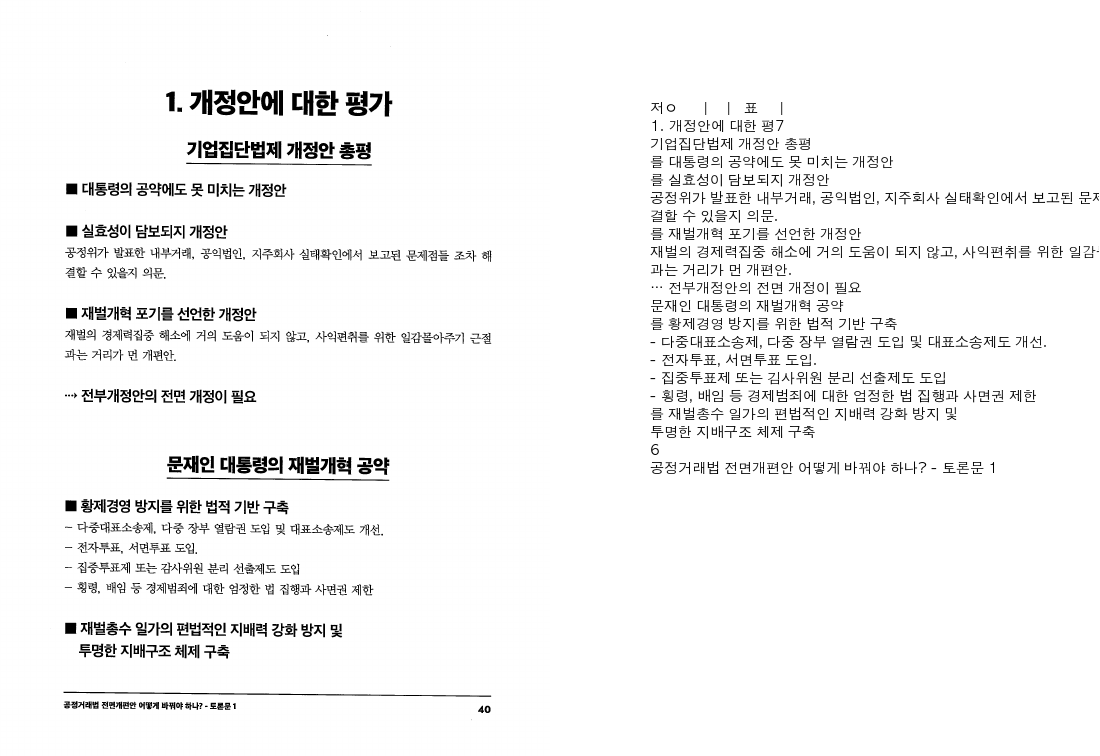 1. 개정안에 대한 평가
기업집단법제 개정안 총평
■ 대통령의 공약에도 못 미치는 개정안
■ 실효성이 담보되지 개정안
공정위가 발표한 내부거래, 공익법인, 지주회사 실태확인에서 보고된 문제점들 조차 해
결할 수 있을지 의문.
■ 재벌개혁 포기를 선언한 개정안
재벌의 경제력집중 해소에 거의 도움이 되지 않고, 사익편취를 위한 일감몰아주기 근절
과는 거리가 먼 개편안.
⋯→ 전부개정안의 전면 개정이 필요
문재인 대통령의 재벌개혁 공약
■ 황제경영 방지를 위한 법적 기반 구축
– 다중대표소송제, 다중 장부 열람권 도입 및 대표소송제도 개선.
– 전자투표, 서면투표 도입.
– 집중투표제 또는 감사위원 분리 선출제도 도입
– 횡령, 배임 등 경제범죄에 대한 엄정한 법 집행과 사면권 제한
■ 재벌총수 일가의 편법적인 지배력 강화 방지 및
투명한 지배구조 체제 구축
공정거래법 전면개편안 어떻게 바꿔야 하나? - 토론문 1
40
저ㅇ | | 표 |
1. 개정안에 대한 평7
기업집단법제 개정안 총평
를 대통령의 공약에도 못 미치는 개정안
를 실효성이 담보되지 개정안
공정위가 발표한 내부거래, 공익법인, 지주회사 실태확인에서 보고된 문제
결할 수 있을지 의문.
를 재벌개혁 포기를 선언한 개정안
재벌의 경제력집중 해소에 거의 도움이 되지 않고, 사익편취를 위한 일감
과는 거리가 먼 개편안.
… 전부개정안의 전면 개정이 필요
문재인 대통령의 재벌개혁 공약
를 황제경영 방지를 위한 법적 기반 구축
- 다중대표소송제, 다중 장부 열람권 도입 및 대표소송제도 개선.
- 전자투표, 서면투표 도입.
- 집중투표제 또는 김사위원 분리 선출제도 도입
- 횡령, 배임 등 경제범죄에 대한 엄정한 법 집행과 사면권 제한
를 재벌총수 일가의 편법적인 지배력 강화 방지 및
투명한 지배구조 체제 구축
6
공정거래법 전면개편안 어떻게 바꿔야 하나? - 토론문 1